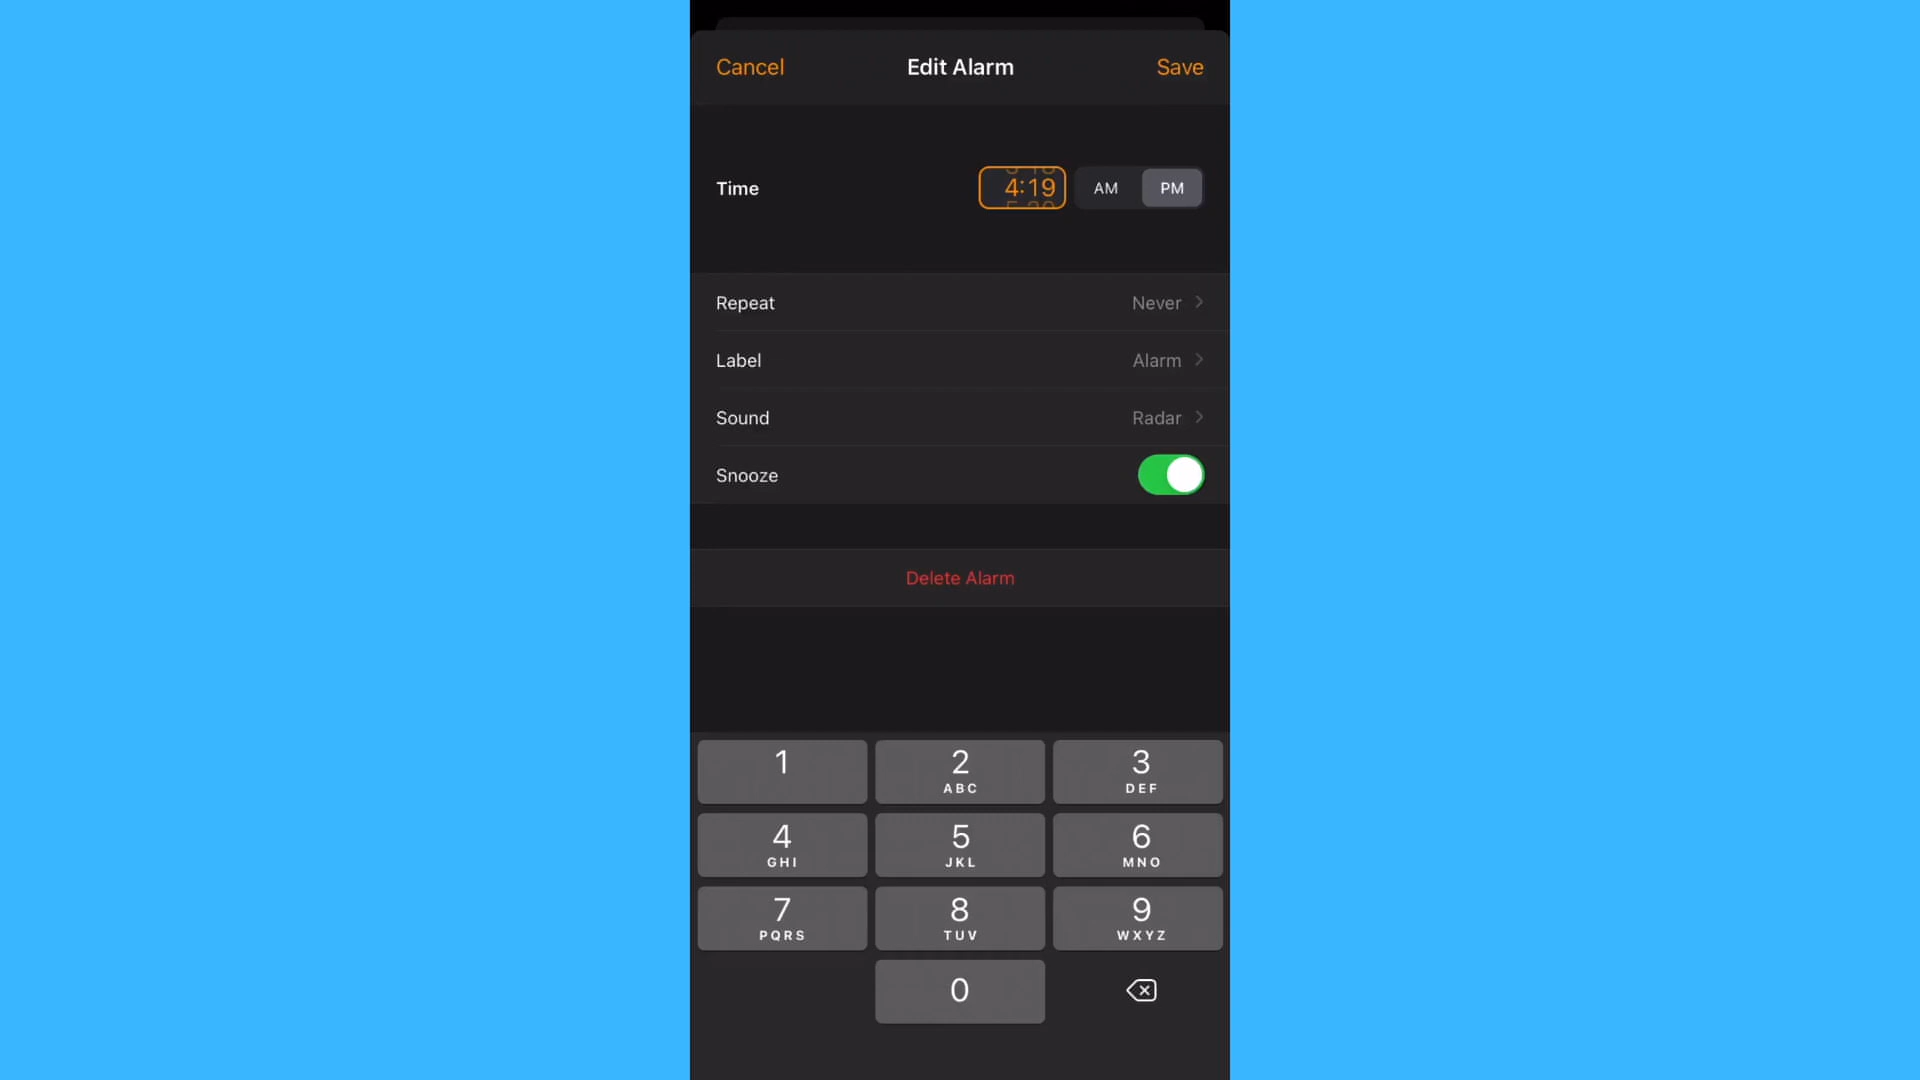 Cancel Edit Alarm Save
Time 4:19 AM PM
Repeat Never
Label Alarm
Sound Radar
Snooze
Delete Alarm
1 2 3
ABC DEF
4 5 6
GHI JKL MNO
7 8 9
PQRS TUV WXYZ
0